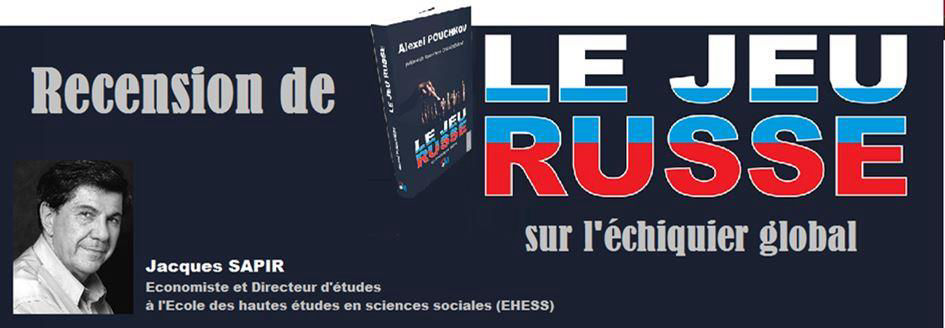 Recension de
Alexeï POUCHKOV
LE JEU
RUSSE
LE JEU RUSSE
LE JEU
RUSSE
sur l'échiquier global
Jacques SAPIR
Economiste et Directeur d'études
à l'Ecole des hautes études en sciences sociales (EHESS)